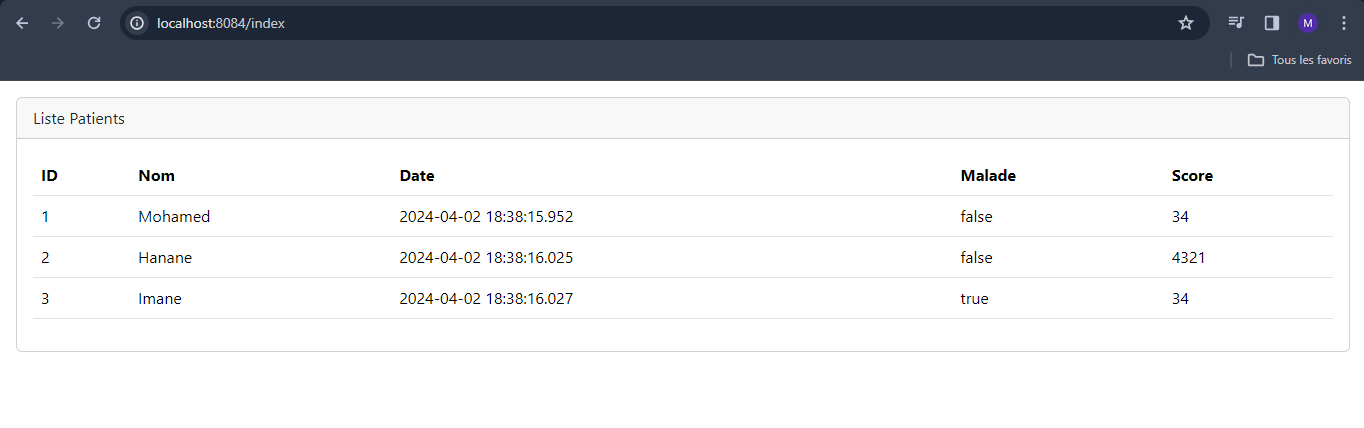 localhost:8084/index
M
Tous les favoris
Liste Patients
ID Nom Date Malade Score
1 Mohamed 2024-04-02 18:38:15.952 false 34
2 Hanane 2024-04-02 18:38:16.025 false 4321
3 Imane 2024-04-02 18:38:16.027 true 34